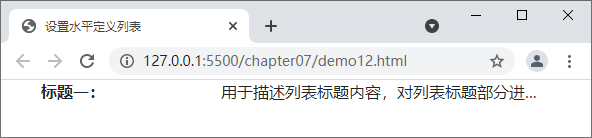 设置水平定义列表
127.0.0.1:5500/chapter07/demo12.html
标题一： 用于描述列表标题内容，对列表标题部分进...